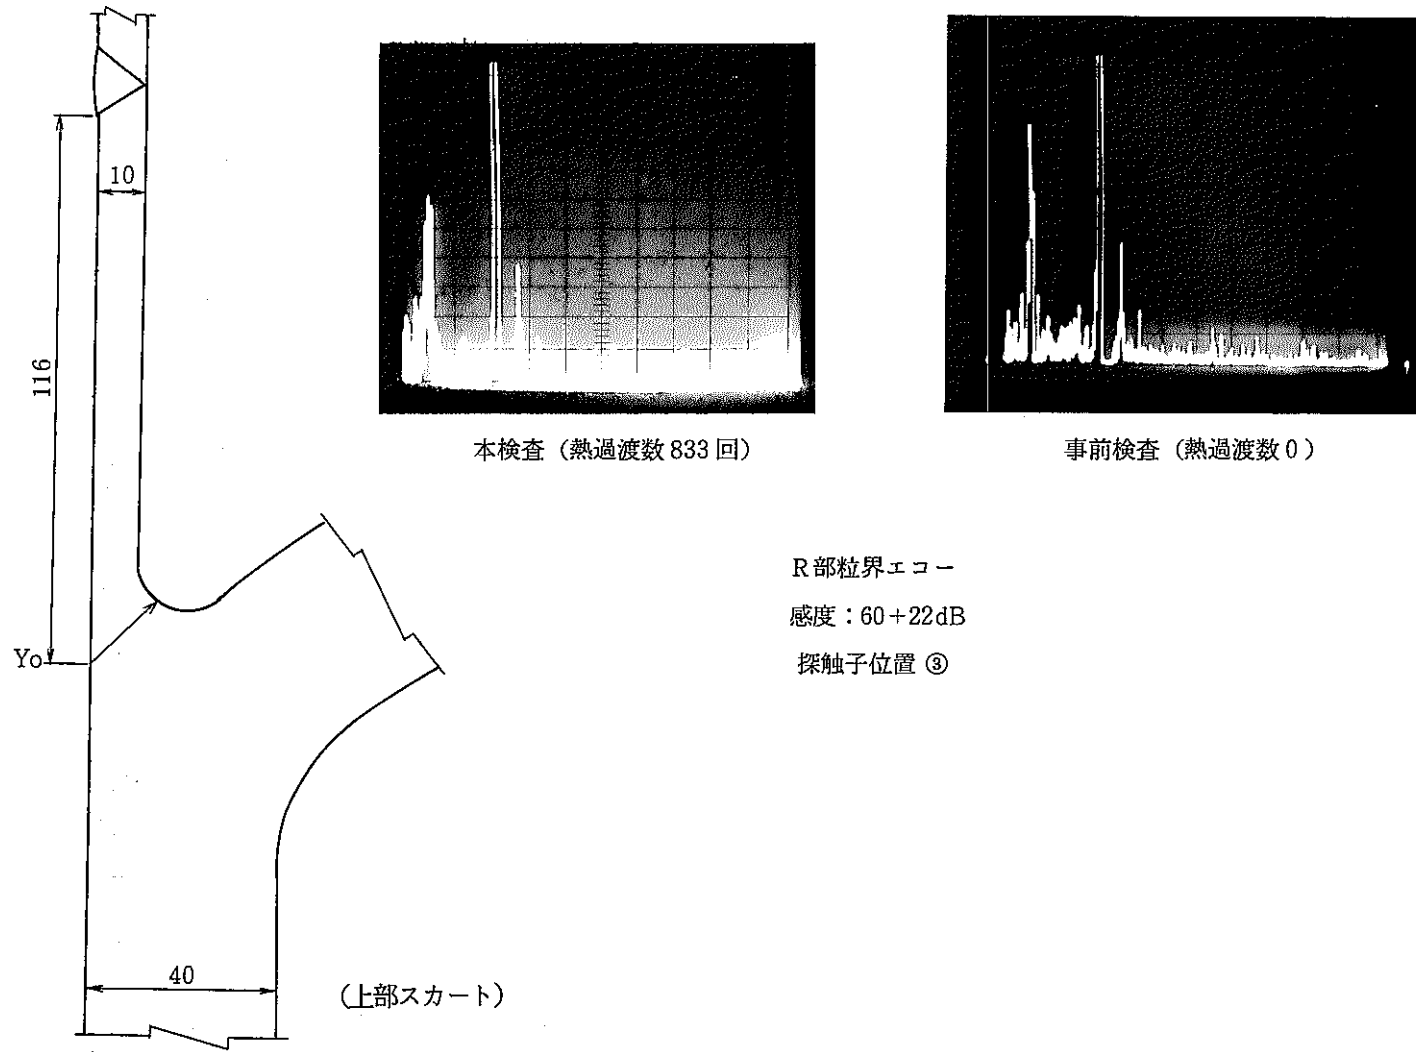 10
116
Yo
40
(上部スカート)
本検査 (熱過渡数 833 回)
事前検査 (熱過渡数 0 )
R部粒界エコー
感度：60+22dB
探触子位置 ③